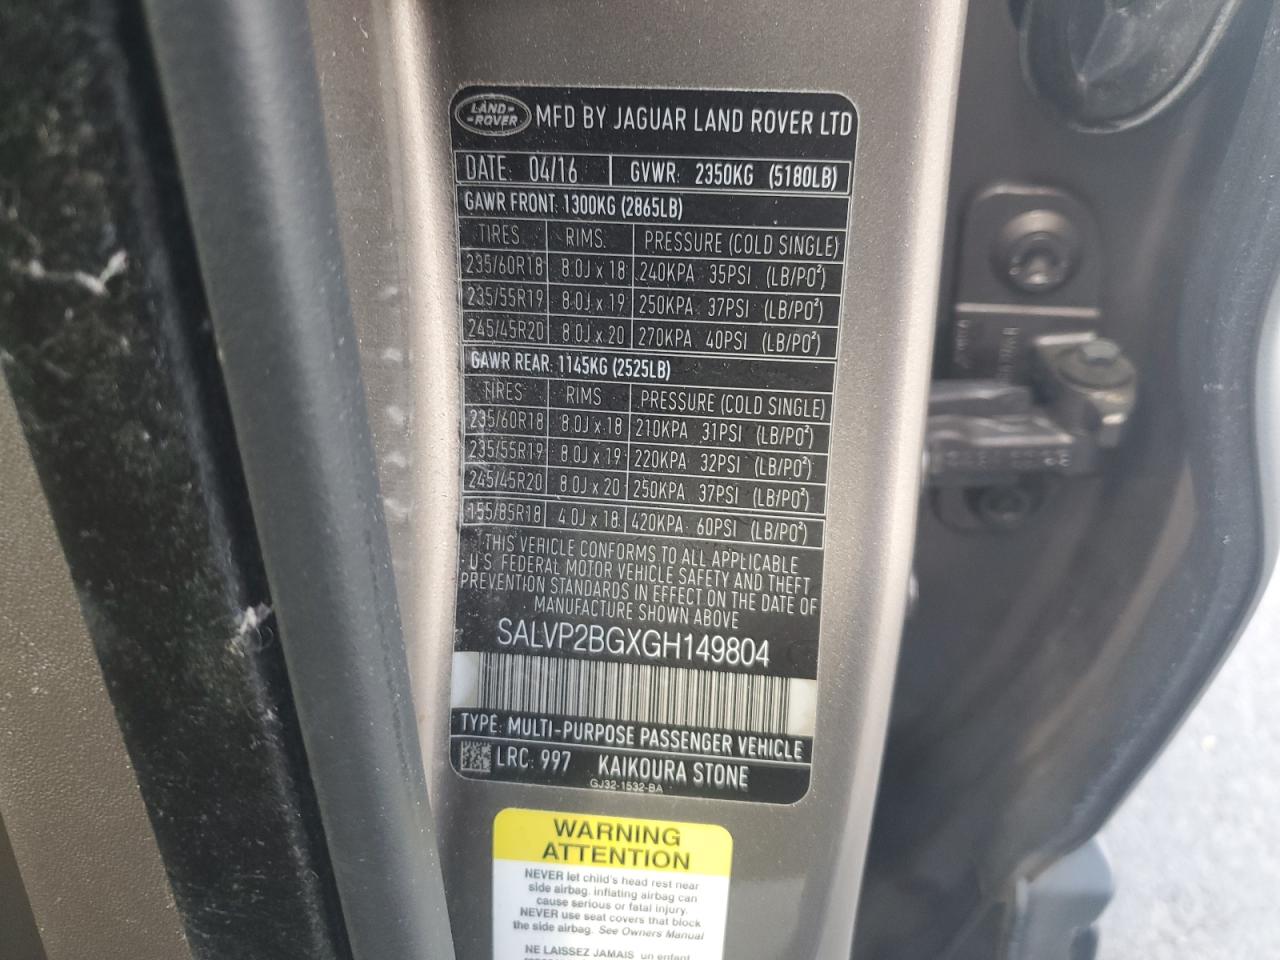 LAND-
-ROVER
MFD BY JAGUAR LAND ROVER LTD
DATE: 04/16 GVWR: 2350KG (5180LB)
GAWR FRONT: 1300KG (2865LB)
TIRES RIMS. PRESSURE (COLD SINGLE)
235/60R18 8.0J x 18 240KPA 35PSI (LB/PO²)
235/55R19 8.0J x 19 250KPA 37PSI (LB/PO²)
245/45R20 8.0J x 20 270KPA 40PSI (LB/PO²)
GAWR REAR: 1145KG (2525LB)
TIRES RIMS PRESSURE (COLD SINGLE)
235/60R18 8.0J x 18 210KPA 31PSI (LB/PO²)
235/55R19 8.0J x 19 220KPA 32PSI (LB/PO²)
245/45R20 8.0J x 20 250KPA 37PSI (LB/PO²)
155/85R18 4.0J x 18 420KPA 60PSI (LB/PO²)
THIS VEHICLE CONFORMS TO ALL APPLICABLE
U.S. FEDERAL MOTOR VEHICLE SAFETY AND THEFT
PREVENTION STANDARDS IN EFFECT ON THE DATE OF
MANUFACTURE SHOWN ABOVE
SALVP2BGXGH149804
TYPE: MULTI-PURPOSE PASSENGER VEHICLE
LRC: 997 KAIKOURA STONE
GJ32-1532-BA
WARNING
ATTENTION
NEVER let child's head rest near
side airbag. inflating airbag can
cause serious or fatal injury.
NEVER use seat covers that block
the side airbag. See Owners Manual
NE LAISSEZ JAMAIS un enfant